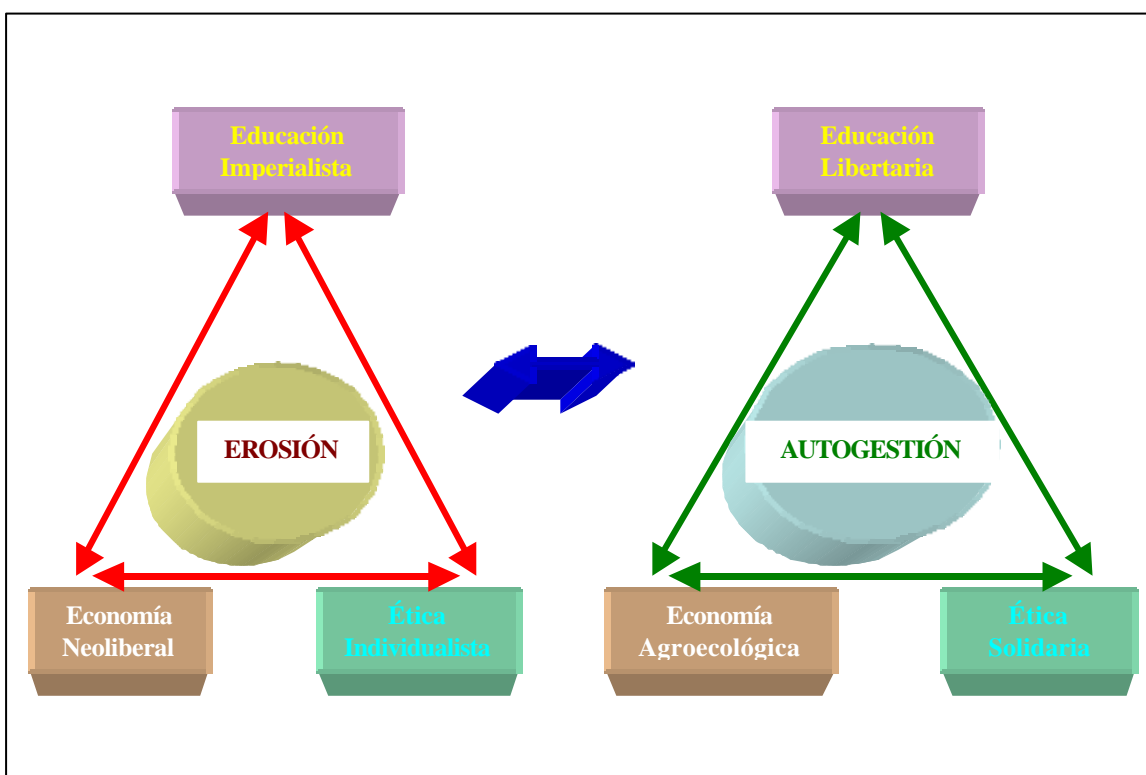 Educación
Imperialista
Educación
Libertaria
EROSIÓN
AUTOGESTIÓN
Economía
Neoliberal
Ética
Individualista
Economía
Agroecológica
Ética
Solidaria